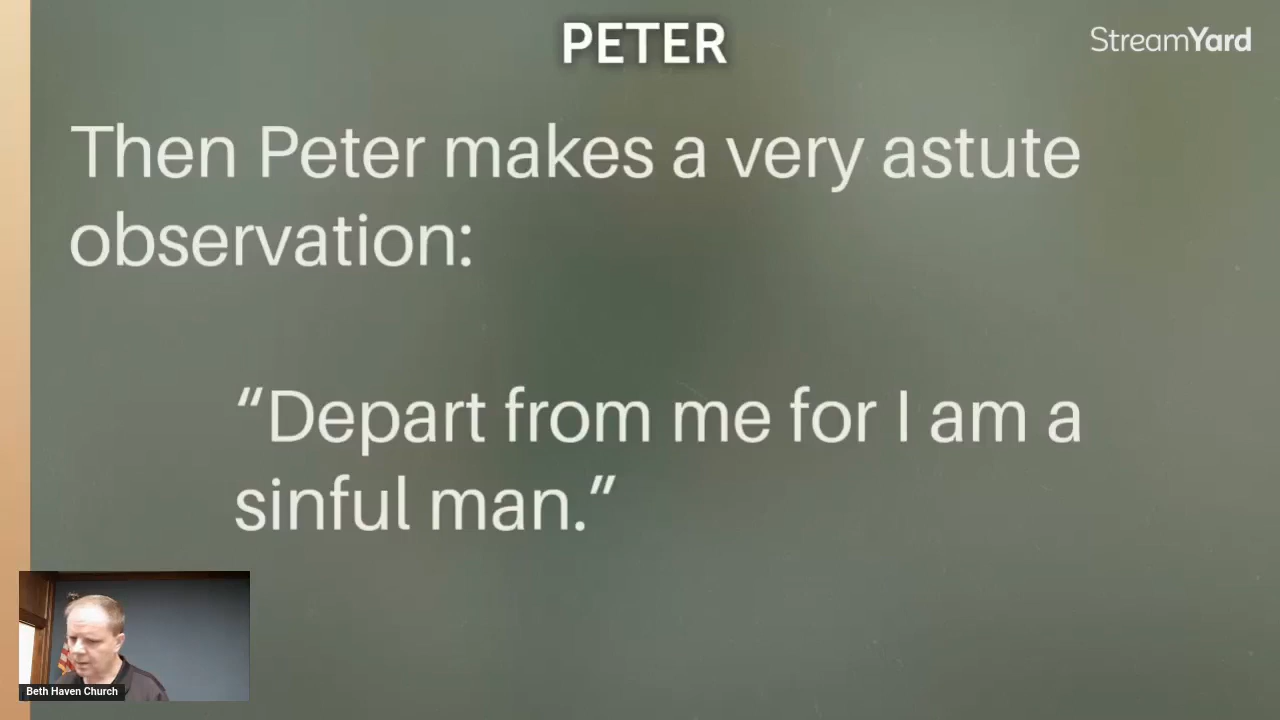 PETER
StreamYard
Then Peter makes a very astute
observation:
“Depart from me for I am a
sinful man.”
Beth Haven Church